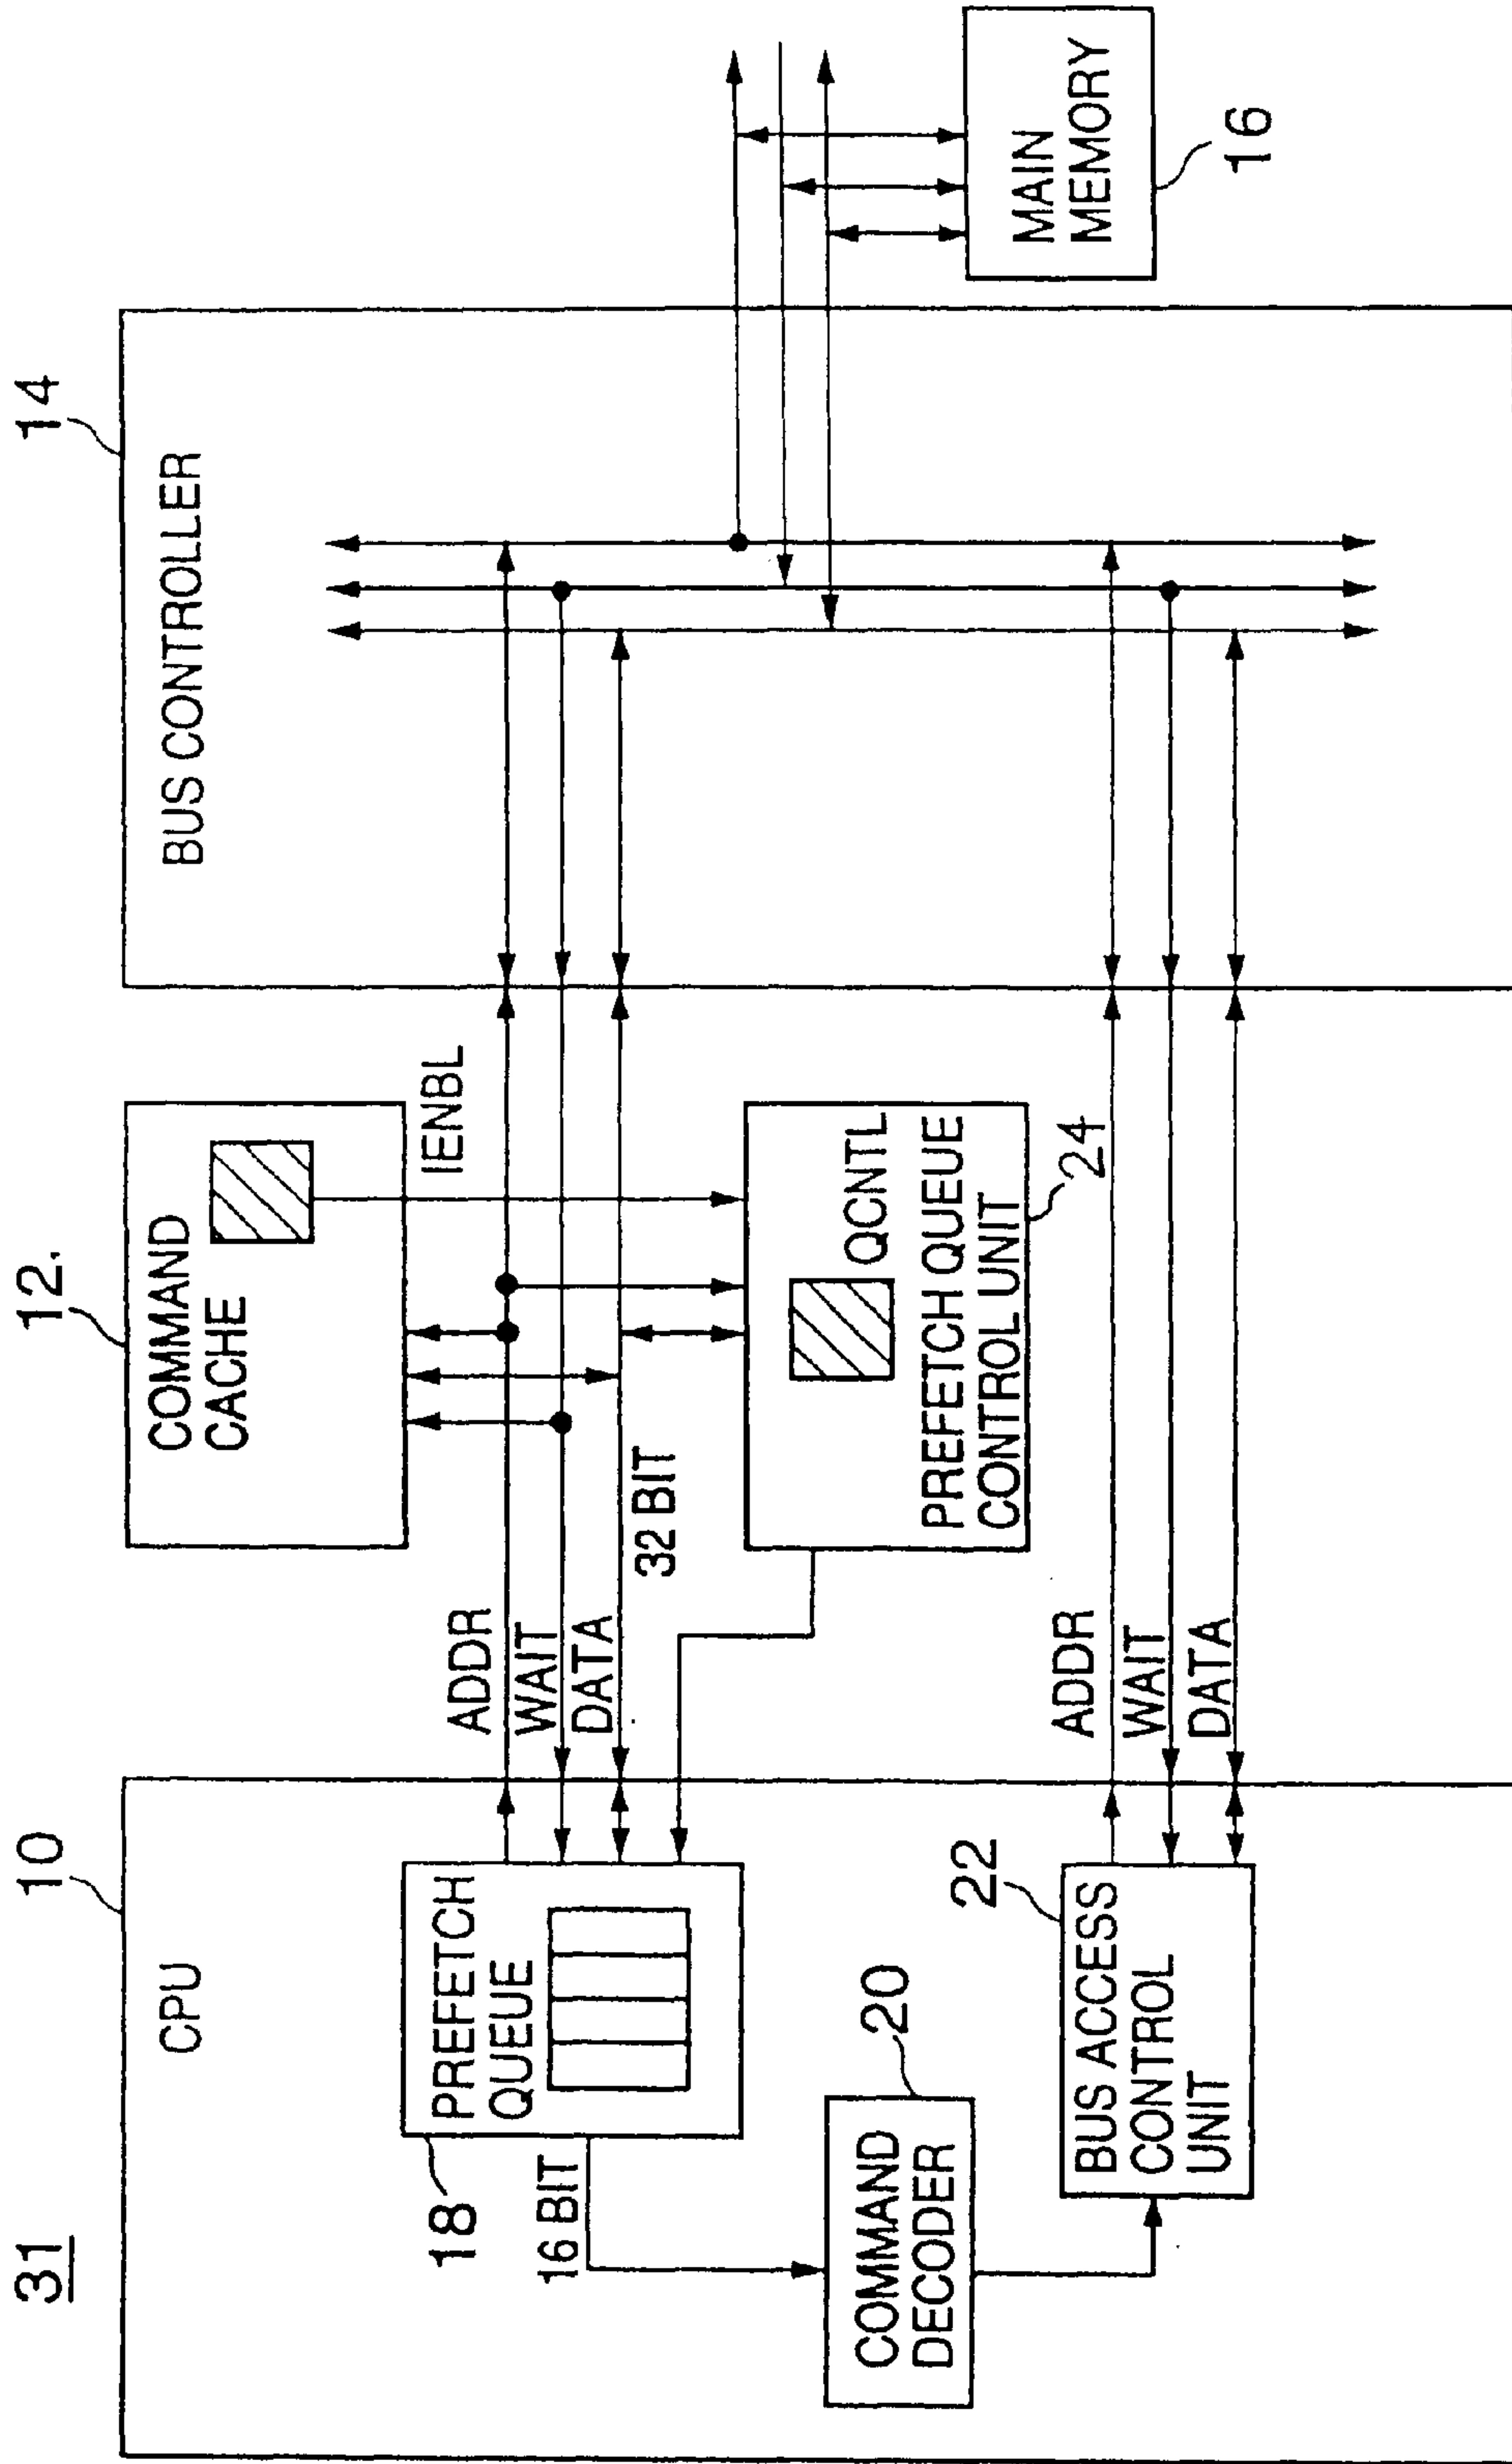 31
10
CPU
PREFETCH
QUEUE
18
16 BIT
COMMAND
DECODER
20
22
BUS ACCESS
CONTROL
UNIT
ADDR
WAIT
DATA
32 BIT
ADDR
WAIT
DATA
12
COMMAND
CACHE
IENBL
QCNTL
PREFETCH QUEUE
CONTROL UNIT
24
14
BUS CONTROLLER
MAIN
MEMORY
16